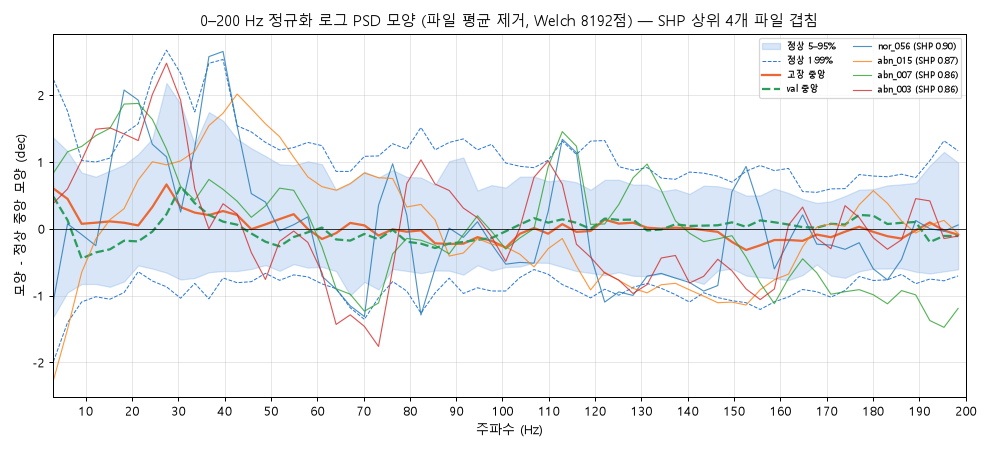 0–200 Hz 정규화 로그 PSD 모양 (파일 평균 제거, Welch 8192점) — SHP 상위 4개 파일 겹침
정상 5–95%
정상 1 99%
고장 중앙
val 중앙
nor_056 (SHP 0.90)
abn_015 (SHP 0.87)
abn_007 (SHP 0.86)
abn_003 (SHP 0.86)
모양 - 정상 중앙 모양 (dec)
2
1
0
-1
-2
10 20 30 40 50 60 70 80 90 100 110 120 130 140 150 160 170 180 190 200
주파수 (Hz)